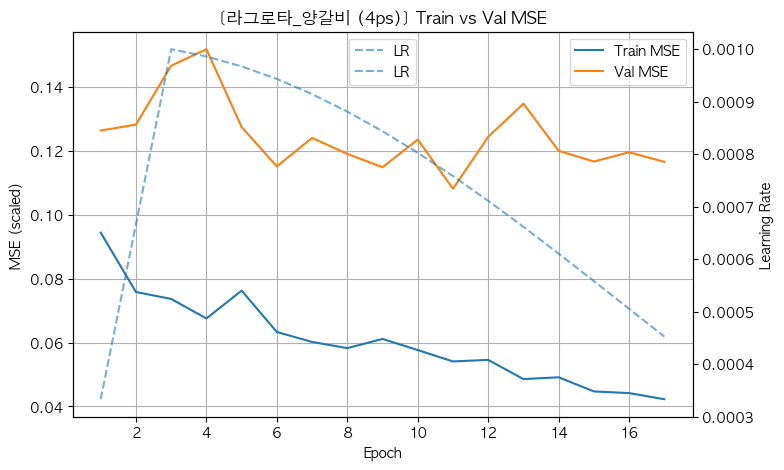 [라그로타_양갈비 (4ps)] Train vs Val MSE
LR
LR
Train MSE
Val MSE
MSE (scaled)
0.14
0.12
0.10
0.08
0.06
0.04
0.0010
0.0009
0.0008
0.0007
0.0006
0.0005
0.0004
0.0003
Learning Rate
2 4 6 8 10 12 14 16
Epoch